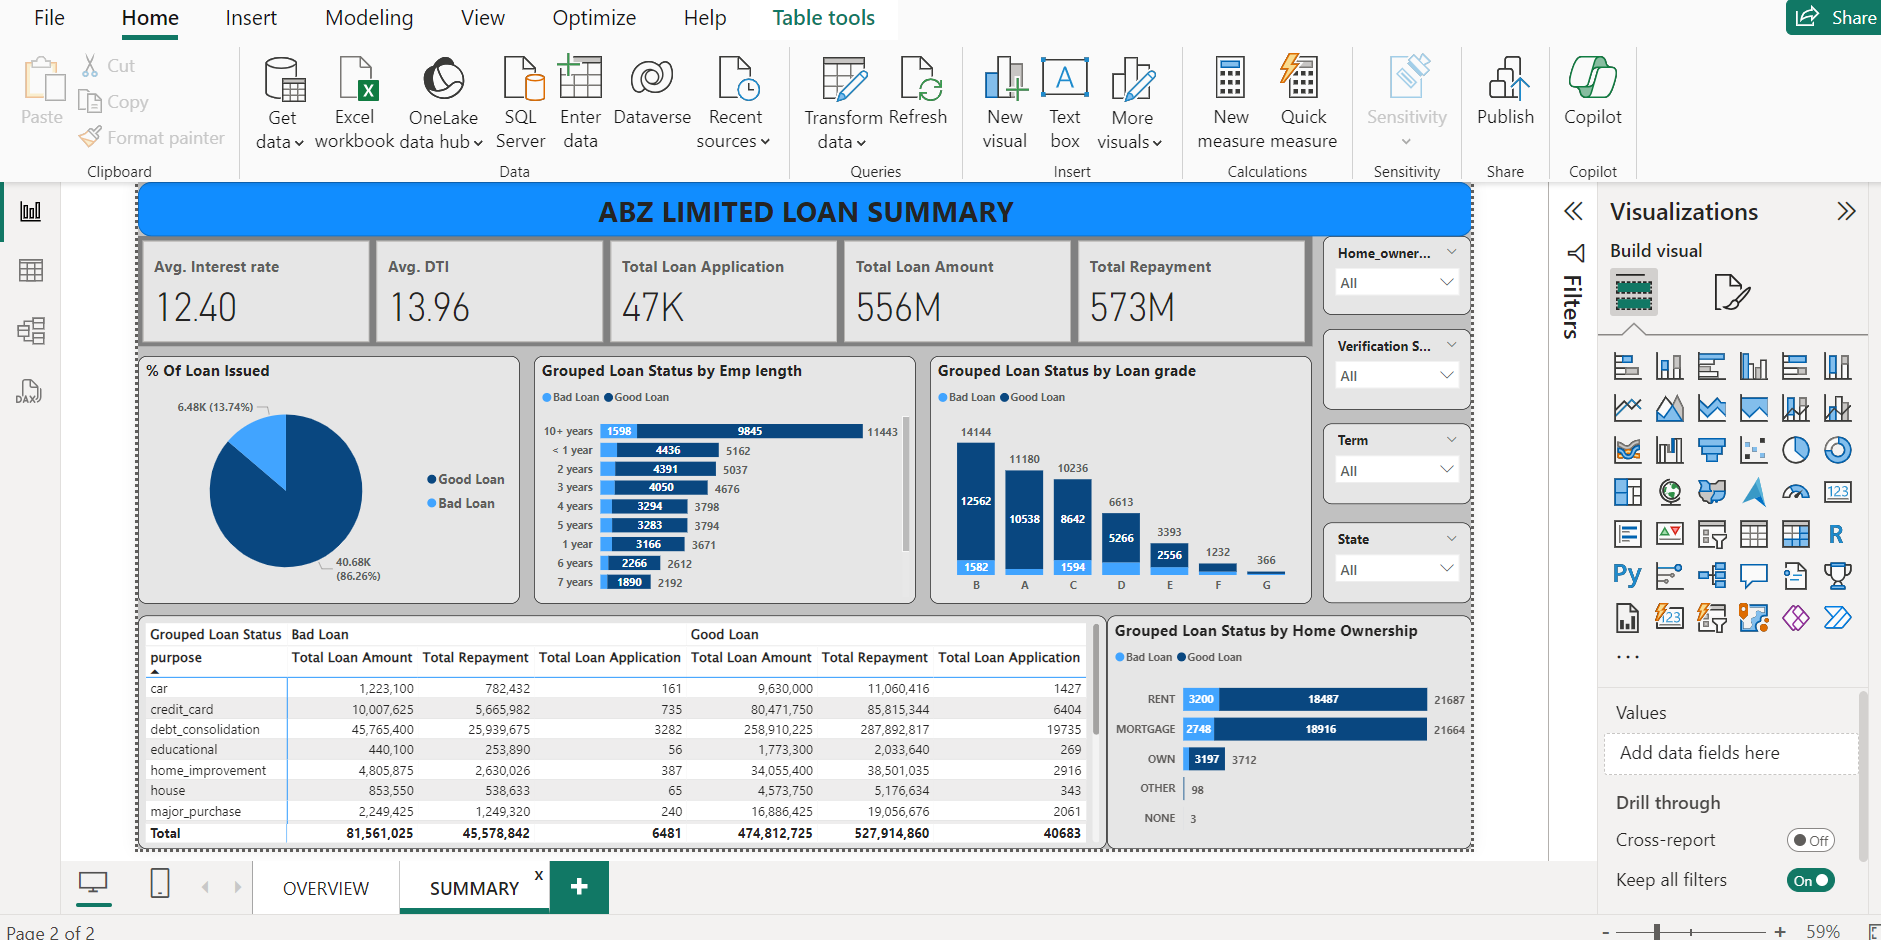 File Home Insert Modeling View Optimize Help Table tools Share
Paste
Cut
Copy
Format painter
Clipboard
Get data
Excel workbook
OneLake data hub
SQL Server
Enter data
Dataverse
Recent sources
Data
Transform data
Refresh
Queries
New visual
Text box
More visuals
Insert
New measure
Quick measure
Calculations
Sensitivity
Sensitivity
Publish
Share
Copilot
Copilot
DAX
ABZ LIMITED LOAN SUMMARY
Avg. Interest rate
12.40
Avg. DTI
13.96
Total Loan Application
47K
Total Loan Amount
556M
Total Repayment
573M
Home_owner...
All
Verification S...
All
Term
All
State
All
% Of Loan Issued
6.48K (13.74%)
Good Loan
Bad Loan
40.68K
(86.26%)
Grouped Loan Status by Emp length
Bad Loan Good Loan
10+ years 1598 9845 11443
< 1 year 4436 5162
2 years 4391 5037
3 years 4050 4676
4 years 3294 3798
5 years 3283 3794
1 year 3166 3671
6 years 2266 2612
7 years 1890 2192
Grouped Loan Status by Loan grade
Bad Loan Good Loan
14144
11180
10236
6613
3393
1232
366
12562
10538
8642
5266
2556
1582
1594
B A C D E F G
Grouped Loan Status Bad Loan Good Loan
purpose Total Loan Amount Total Repayment Total Loan Application Total Loan Amount Total Repayment Total Loan Application
car 1,223,100 782,432 161 9,630,000 11,060,416 1427
credit_card 10,007,625 5,665,982 735 80,471,750 85,815,344 6404
debt_consolidation 45,765,400 25,939,675 3282 258,910,225 287,892,817 19735
educational 440,100 253,890 56 1,773,300 2,033,640 269
home_improvement 4,805,875 2,630,026 387 34,055,400 38,501,035 2916
house 853,550 538,633 65 4,573,750 5,176,634 343
major_purchase 2,249,425 1,249,320 240 16,886,425 19,056,676 2061
Total 81,561,025 45,578,842 6481 474,812,725 527,914,860 40683
Grouped Loan Status by Home Ownership
Bad Loan Good Loan
RENT 3200 18487 21687
MORTGAGE 2748 18916 21664
OWN 3197 3712
OTHER 98
NONE 3
Filters
Visualizations
Build visual
123
R
Py
123
...
Values
Add data fields here
Drill through
Cross-report Off
Keep all filters On
OVERVIEW
SUMMARY x
+
Page 2 of 2
- + 59%